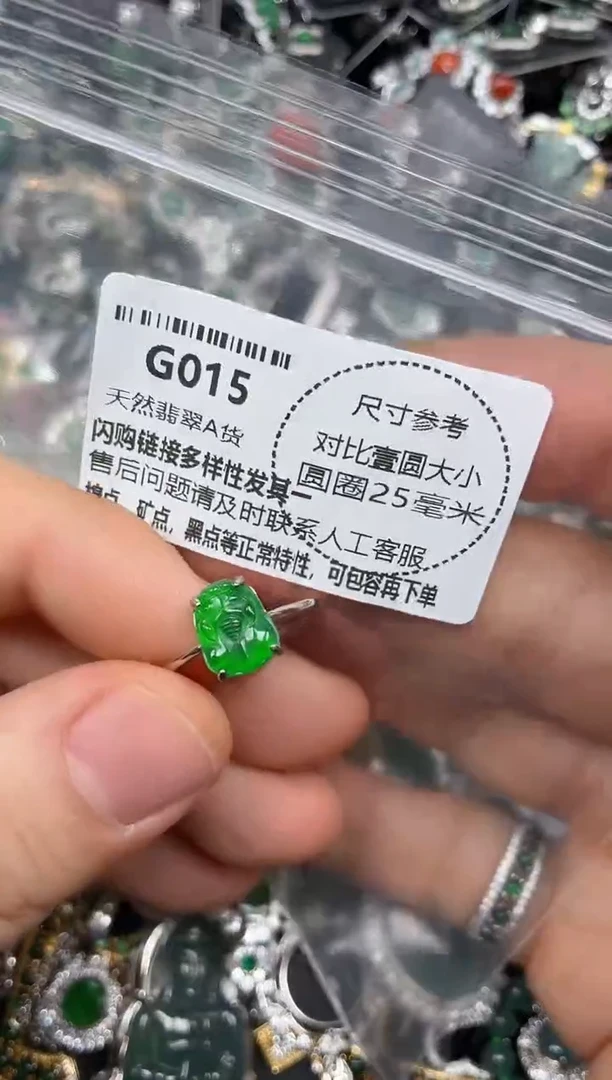 G015
天然翡翠A货
闪购链接多样性发其一
售后问题请及时联系人工客服
棉点，矿点，黑点等正常特性，可包容再下单
尺寸参考
对比壹圆大小
圆圈25毫米